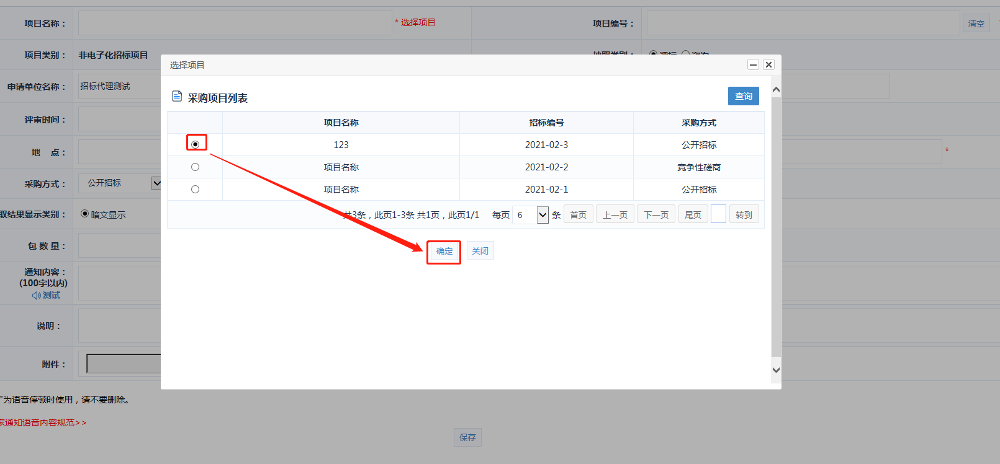 项目名称： * 选择项目 项目编号： 清空 *
项目类别： 非电子化招标项目 抽取类别： 评标 咨询
选择项目
申请单位名称： 招标代理测试
采购项目列表 查询
评审时间：
项目名称 招标编号 采购方式
123 2021-02-3 公开招标
地 点： *
项目名称 2021-02-2 竞争性磋商
采购方式： 公开招标
项目名称 2021-02-1 公开招标
取结果显示类别： 暗文显示
共3条，此页1-3条 共1页，此页1/1 每页 6 条 首页 上一页 下一页 尾页 转到
包 数 量：
确定 关闭
通知内容：
(100字以内)
测试
说明：
附件：
"为语音停顿时使用，请不要删除。
家通知语音内容规范>>
保存